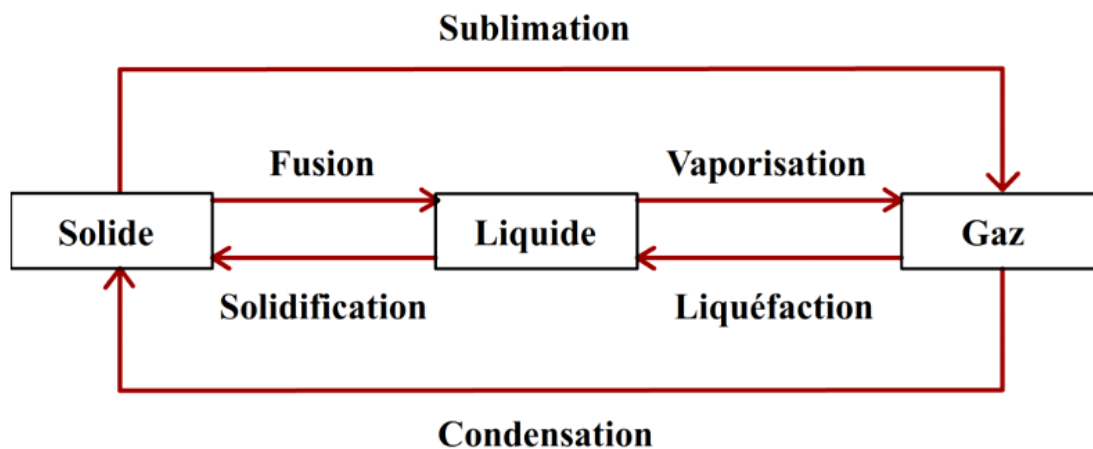 Sublimation
Fusion
Vaporisation
Solide
Liquide
Gaz
Solidification
Liquéfaction
Condensation